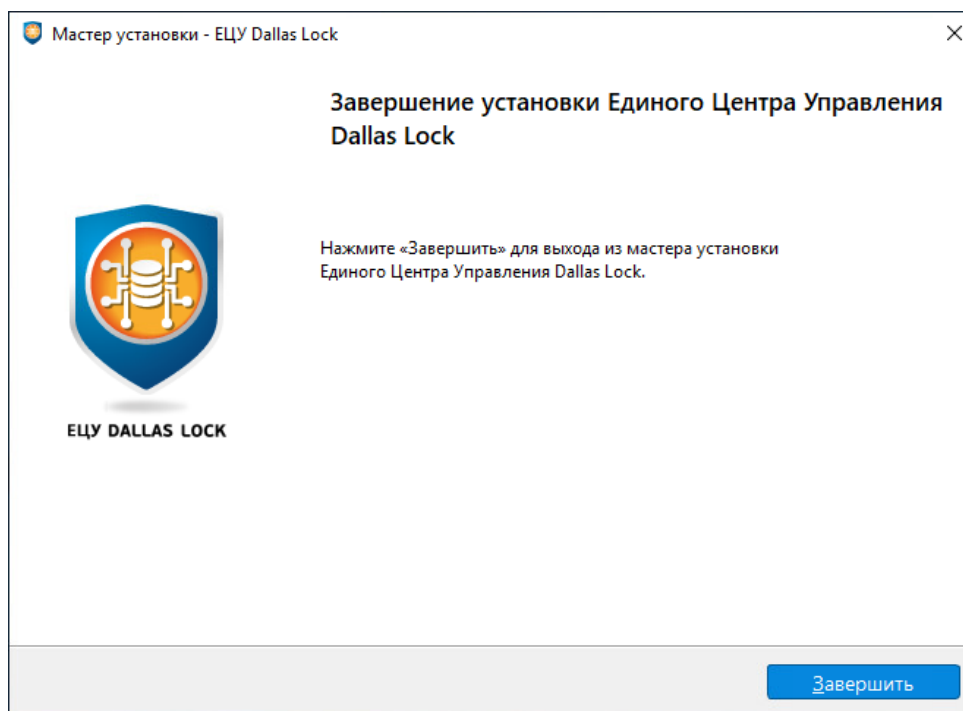 Мастер установки - ЕЦУ Dallas Lock
Завершение установки Единого Центра Управления
Dallas Lock
Нажмите «Завершить» для выхода из мастера установки
Единого Центра Управления Dallas Lock.
ЕЦУ DALLAS LOCK
Завершить